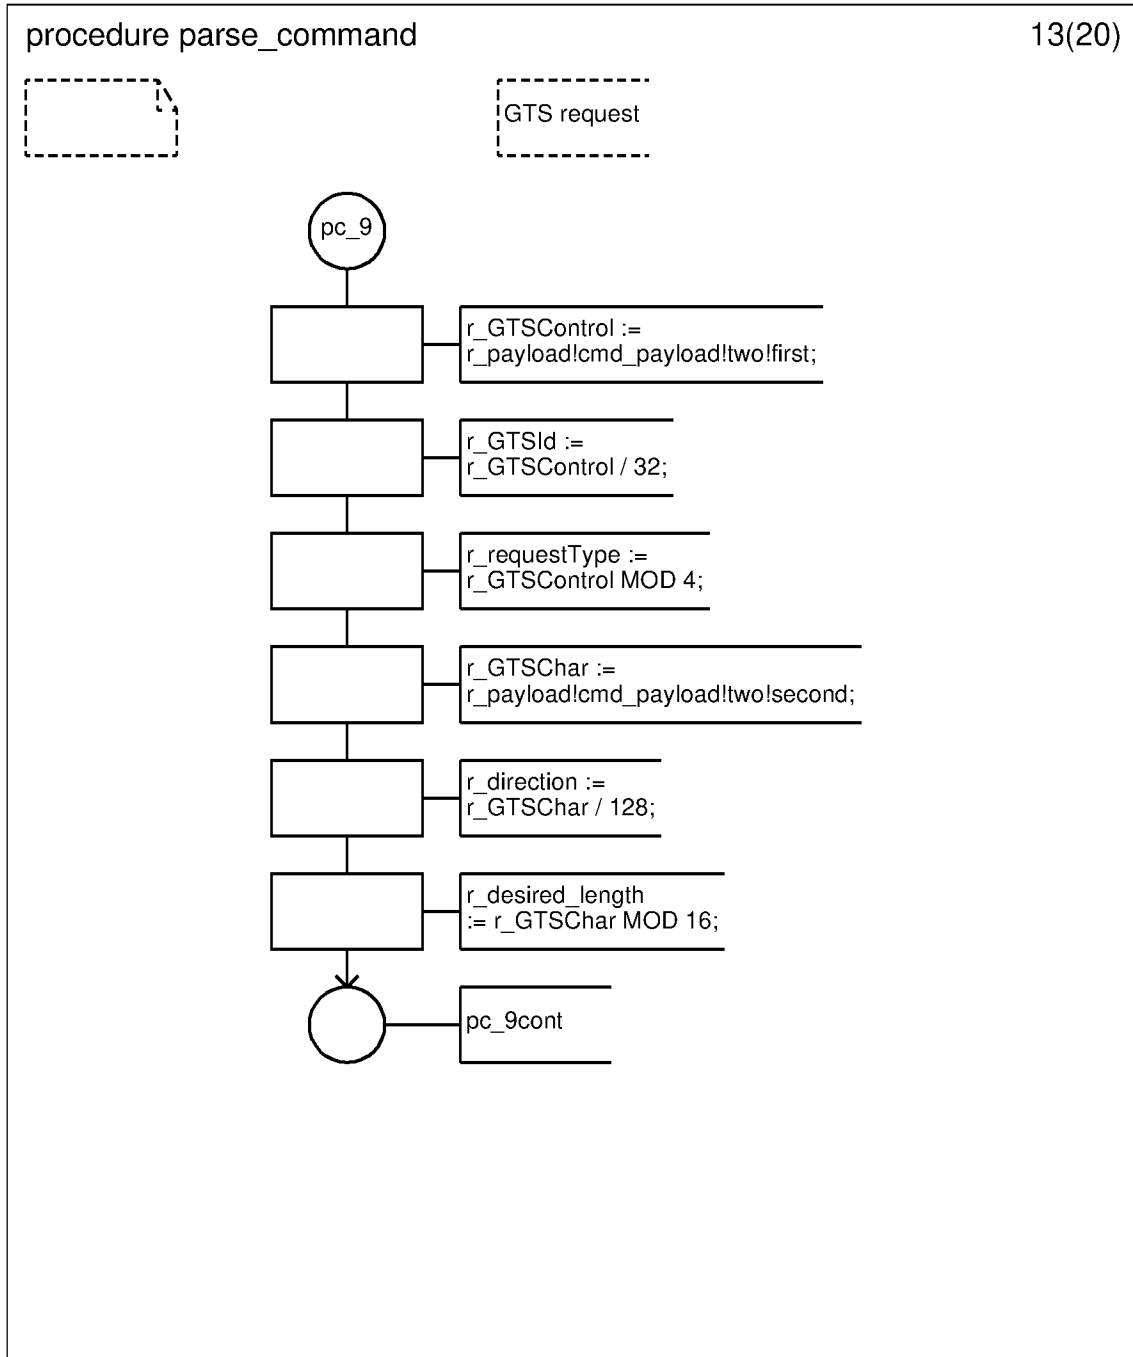 procedure parse_command
13(20)
GTS request
pc_9
r_GTSControl :=
r_payload!cmd_payload!two!first;
r_GTSId :=
r_GTSControl / 32;
r_requestType :=
r_GTSControl MOD 4;
r_GTSChar :=
r_payload!cmd_payload!two!second;
r_direction :=
r_GTSChar / 128;
r_desired_length
:= r_GTSChar MOD 16;
pc_9cont